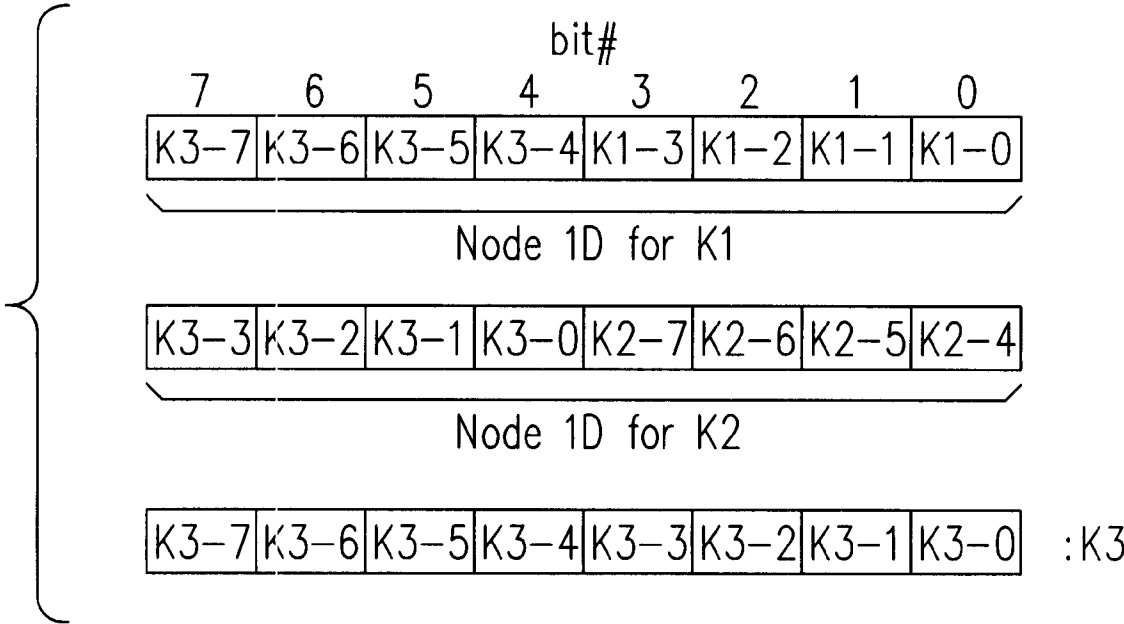 bit#
7 6 5 4 3 2 1 0
K3-7 K3-6 K3-5 K3-4 K1-3 K1-2 K1-1 K1-0
Node 1D for K1
K3-3 K3-2 K3-1 K3-0 K2-7 K2-6 K2-5 K2-4
Node 1D for K2
K3-7 K3-6 K3-5 K3-4 K3-3 K3-2 K3-1 K3-0 :K3